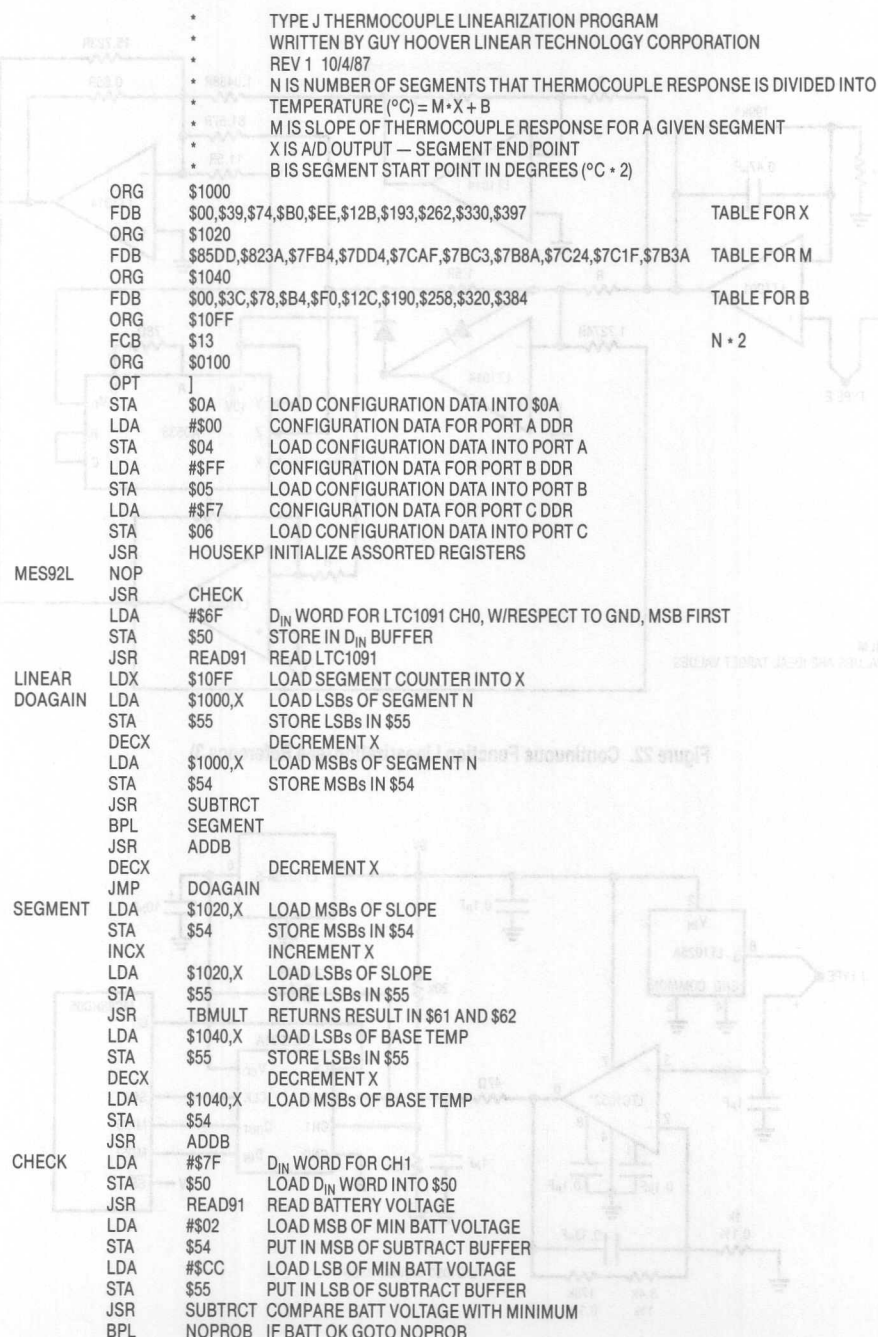 * TYPE J THERMOCOUPLE LINEARIZATION PROGRAM
* WRITTEN BY GUY HOOVER LINEAR TECHNOLOGY CORPORATION
* REV 1 10/4/87
* N IS NUMBER OF SEGMENTS THAT THERMOCOUPLE RESPONSE IS DIVIDED INTO
* TEMPERATURE (°C) = M•X + B
* M IS SLOPE OF THERMOCOUPLE RESPONSE FOR A GIVEN SEGMENT
* X IS A/D OUTPUT — SEGMENT END POINT
* B IS SEGMENT START POINT IN DEGREES (°C • 2)
ORG $1000
FDB $00,$39,$74,$B0,$EE,$12B,$193,$262,$330,$397 TABLE FOR X
ORG $1020
FDB $85DD,$823A,$7FB4,$7DD4,$7CAF,$7BC3,$7B8A,$7C24,$7C1F,$7B3A TABLE FOR M
ORG $1040
FDB $00,$3C,$78,$B4,$F0,$12C,$190,$258,$320,$384 TABLE FOR B
ORG $10FF
FCB $13 N • 2
ORG $0100
OPT ]
STA $0A LOAD CONFIGURATION DATA INTO $0A
LDA #$00 CONFIGURATION DATA FOR PORT A DDR
STA $04 LOAD CONFIGURATION DATA INTO PORT A
LDA #$FF CONFIGURATION DATA FOR PORT B DDR
STA $05 LOAD CONFIGURATION DATA INTO PORT B
LDA #$F7 CONFIGURATION DATA FOR PORT C DDR
STA $06 LOAD CONFIGURATION DATA INTO PORT C
JSR HOUSEKP INITIALIZE ASSORTED REGISTERS
MES92L NOP
JSR CHECK
LDA #$6F DIN WORD FOR LTC1091 CH0, W/RESPECT TO GND, MSB FIRST
STA $50 STORE IN DIN BUFFER
JSR READ91 READ LTC1091
LINEAR LDX $10FF LOAD SEGMENT COUNTER INTO X
DOAGAIN LDA $1000,X LOAD LSBs OF SEGMENT N
STA $55 STORE LSBs IN $55
DECX DECREMENT X
LDA $1000,X LOAD MSBs OF SEGMENT N
STA $54 STORE MSBs IN $54
JSR SUBTRCT
BPL SEGMENT
JSR ADDB
DECX DECREMENT X
JMP DOAGAIN
SEGMENT LDA $1020,X LOAD MSBs OF SLOPE
STA $54 STORE MSBs IN $54
INCX INCREMENT X
LDA $1020,X LOAD LSBs OF SLOPE
STA $55 STORE LSBs IN $55
JSR TBMULT RETURNS RESULT IN $61 AND $62
LDA $1040,X LOAD LSBs OF BASE TEMP
STA $55 STORE LSBs IN $55
DECX DECREMENT X
LDA $1040,X LOAD MSBs OF BASE TEMP
STA $54
JSR ADDB
CHECK LDA #$7F DIN WORD FOR CH1
STA $50 LOAD DIN WORD INTO $50
JSR READ91 READ BATTERY VOLTAGE
LDA #$02 LOAD MSB OF MIN BATT VOLTAGE
STA $54 PUT IN MSB OF SUBTRACT BUFFER
LDA #$CC LOAD LSB OF MIN BATT VOLTAGE
STA $55 PUT IN LSB OF SUBTRACT BUFFER
JSR SUBTRCT COMPARE BATT VOLTAGE WITH MINIMUM
BPL NOPROB IF BATT OK GOTO NOPROB